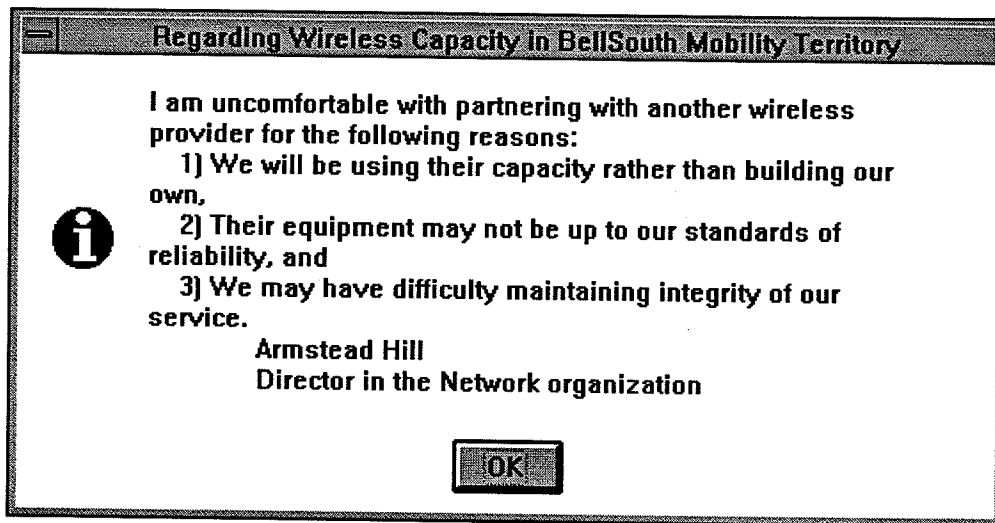 Regarding Wireless Capacity in BellSouth Mobility Territory
I am uncomfortable with partnering with another wireless
provider for the following reasons:
1) We will be using their capacity rather than building our
own,
2) Their equipment may not be up to our standards of
reliability, and
3) We may have difficulty maintaining integrity of our
service.
Armstead Hill
Director in the Network organization
OK